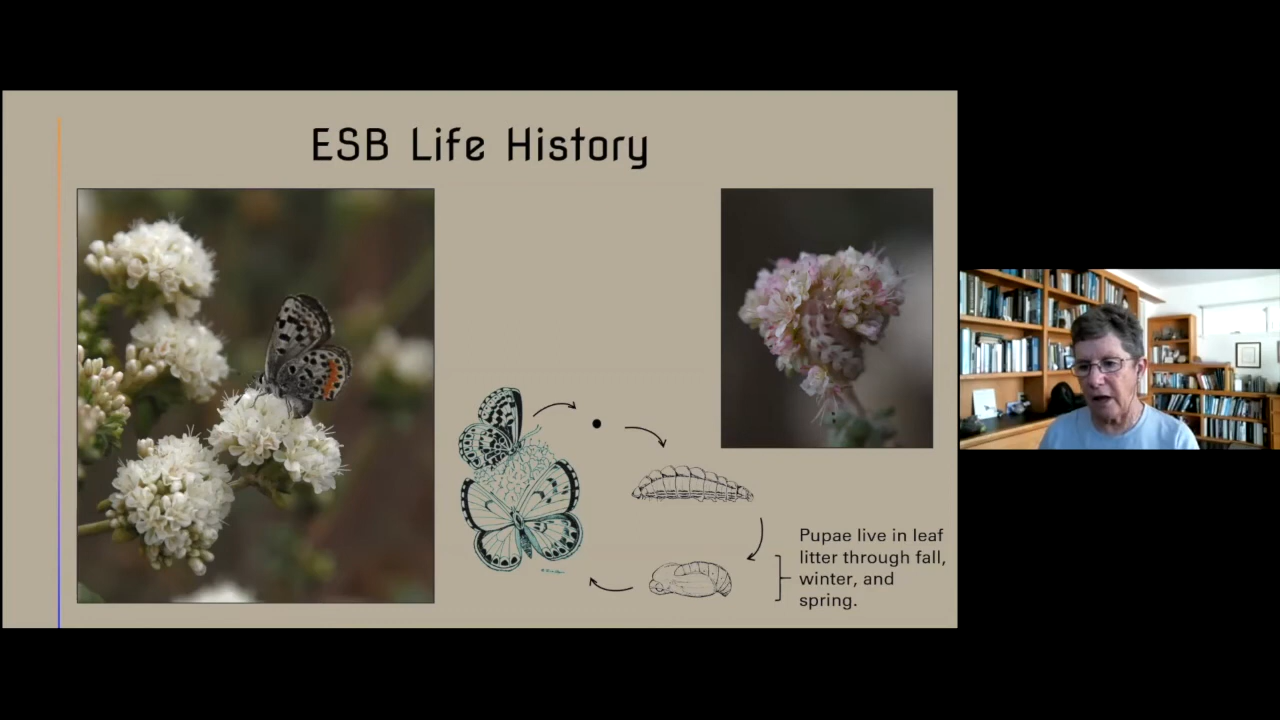 ESB Life History
Pupae live in leaf
litter through fall,
winter, and
spring.